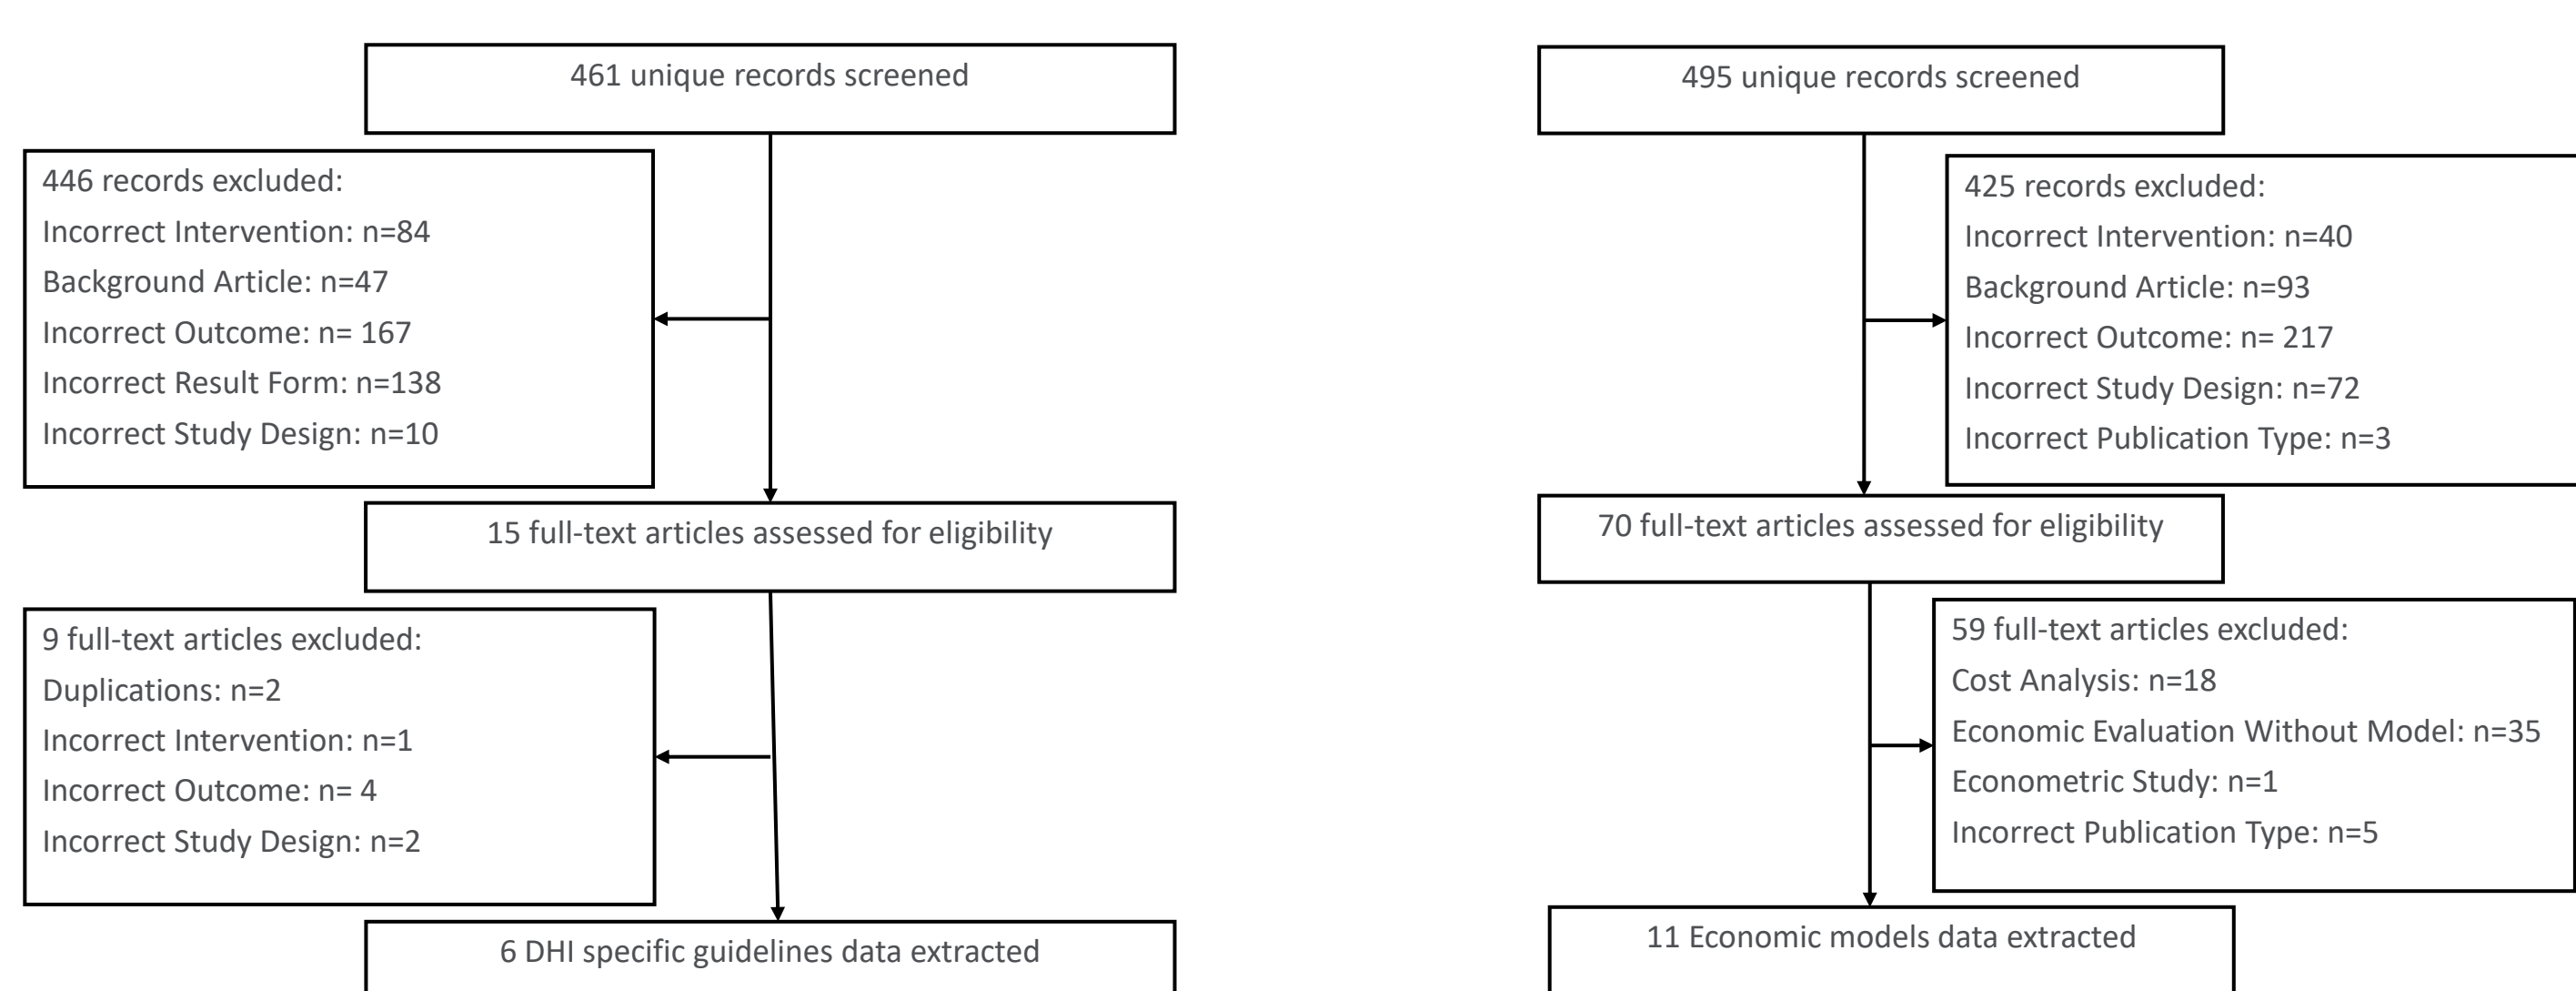 461 unique records screened
446 records excluded:
Incorrect Intervention: n=84
Background Article: n=47
Incorrect Outcome: n= 167
Incorrect Result Form: n=138
Incorrect Study Design: n=10
15 full-text articles assessed for eligibility
9 full-text articles excluded:
Duplications: n=2
Incorrect Intervention: n=1
Incorrect Outcome: n= 4
Incorrect Study Design: n=2
6 DHI specific guidelines data extracted
495 unique records screened
425 records excluded:
Incorrect Intervention: n=40
Background Article: n=93
Incorrect Outcome: n= 217
Incorrect Study Design: n=72
Incorrect Publication Type: n=3
70 full-text articles assessed for eligibility
59 full-text articles excluded:
Cost Analysis: n=18
Economic Evaluation Without Model: n=35
Econometric Study: n=1
Incorrect Publication Type: n=5
11 Economic models data extracted